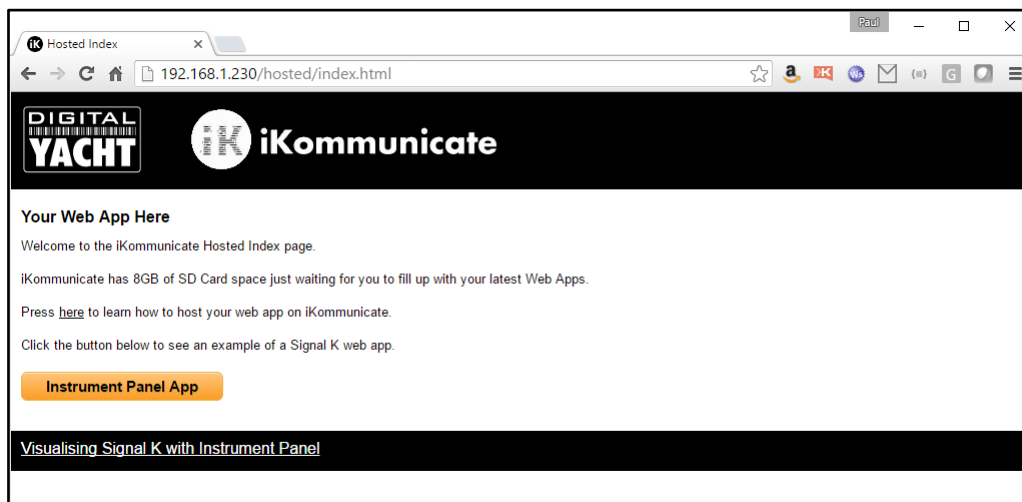 Paul
iK Hosted Index
192.168.1.230/hosted/index.html
DIGITAL
YACHT
iK iKommunicate
Your Web App Here
Welcome to the iKommunicate Hosted Index page.
iKommunicate has 8GB of SD Card space just waiting for you to fill up with your latest Web Apps.
Press here to learn how to host your web app on iKommunicate.
Click the button below to see an example of a Signal K web app.
Instrument Panel App
Visualising Signal K with Instrument Panel